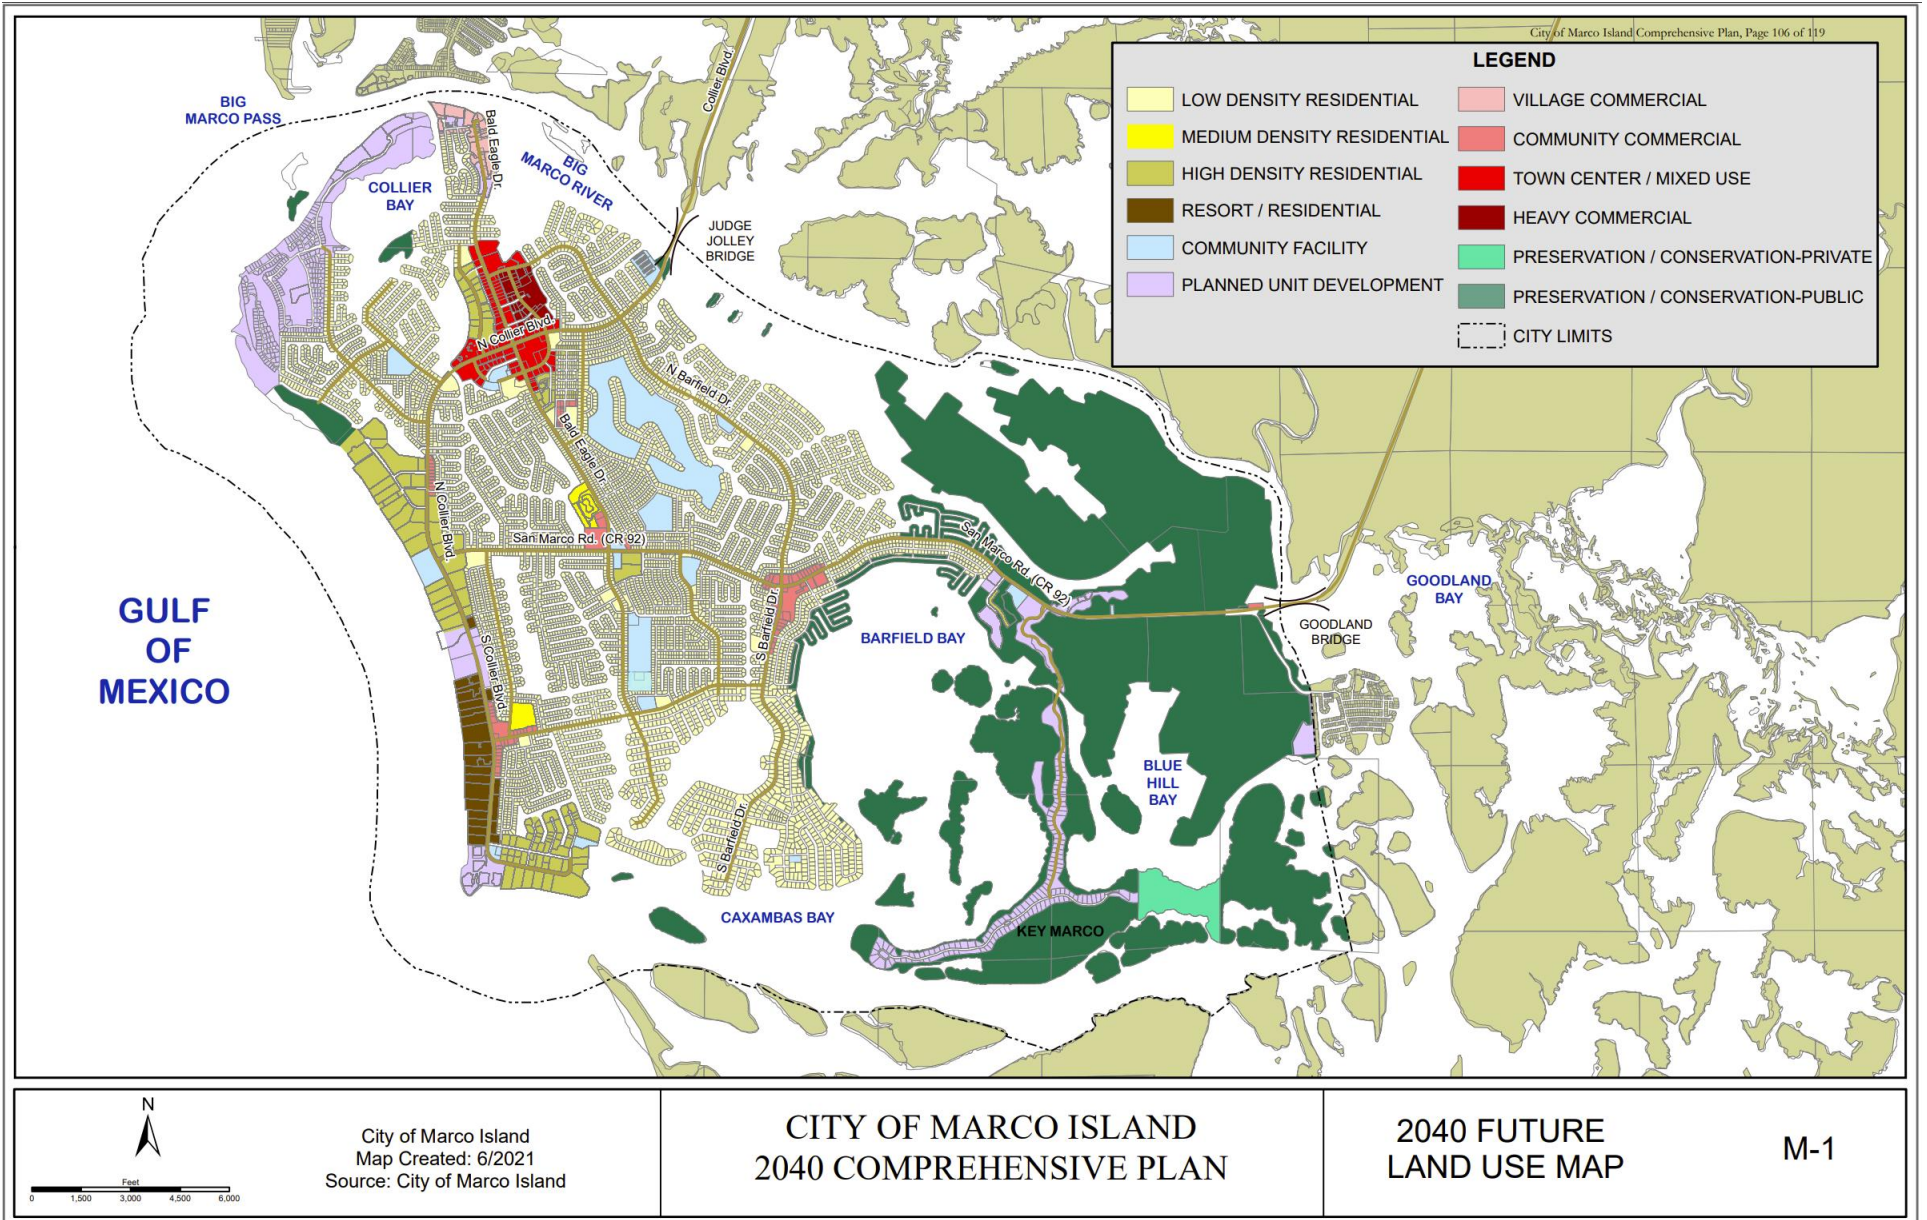 City of Marco Island Comprehensive Plan, Page 106 of 119
LEGEND
LOW DENSITY RESIDENTIAL
MEDIUM DENSITY RESIDENTIAL
HIGH DENSITY RESIDENTIAL
RESORT / RESIDENTIAL
COMMUNITY FACILITY
PLANNED UNIT DEVELOPMENT
VILLAGE COMMERCIAL
COMMUNITY COMMERCIAL
TOWN CENTER / MIXED USE
HEAVY COMMERCIAL
PRESERVATION / CONSERVATION-PRIVATE
PRESERVATION / CONSERVATION-PUBLIC
CITY LIMITS
Collier Blvd.
BIG
MARCO PASS
Bald Eagle Dr.
BIG
MARCO RIVER
COLLIER
BAY
JUDGE
JOLLEY
BRIDGE
N Collier Blvd.
N Barfield Dr.
Bald Eagle Dr.
N Collier Blvd.
San Marco Rd. (CR 92)
San Marco Rd. (CR 92)
GOODLAND
BAY
GULF
OF
MEXICO
S Barfield Dr.
BARFIELD BAY
GOODLAND
BRIDGE
S Collier Blvd.
BLUE
HILL
BAY
S Barfield Dr.
CAXAMBAS BAY
KEY MARCO
N
Feet
0 1,500 3,000 4,500 6,000
City of Marco Island
Map Created: 6/2021
Source: City of Marco Island
CITY OF MARCO ISLAND
2040 COMPREHENSIVE PLAN
2040 FUTURE
LAND USE MAP
M-1